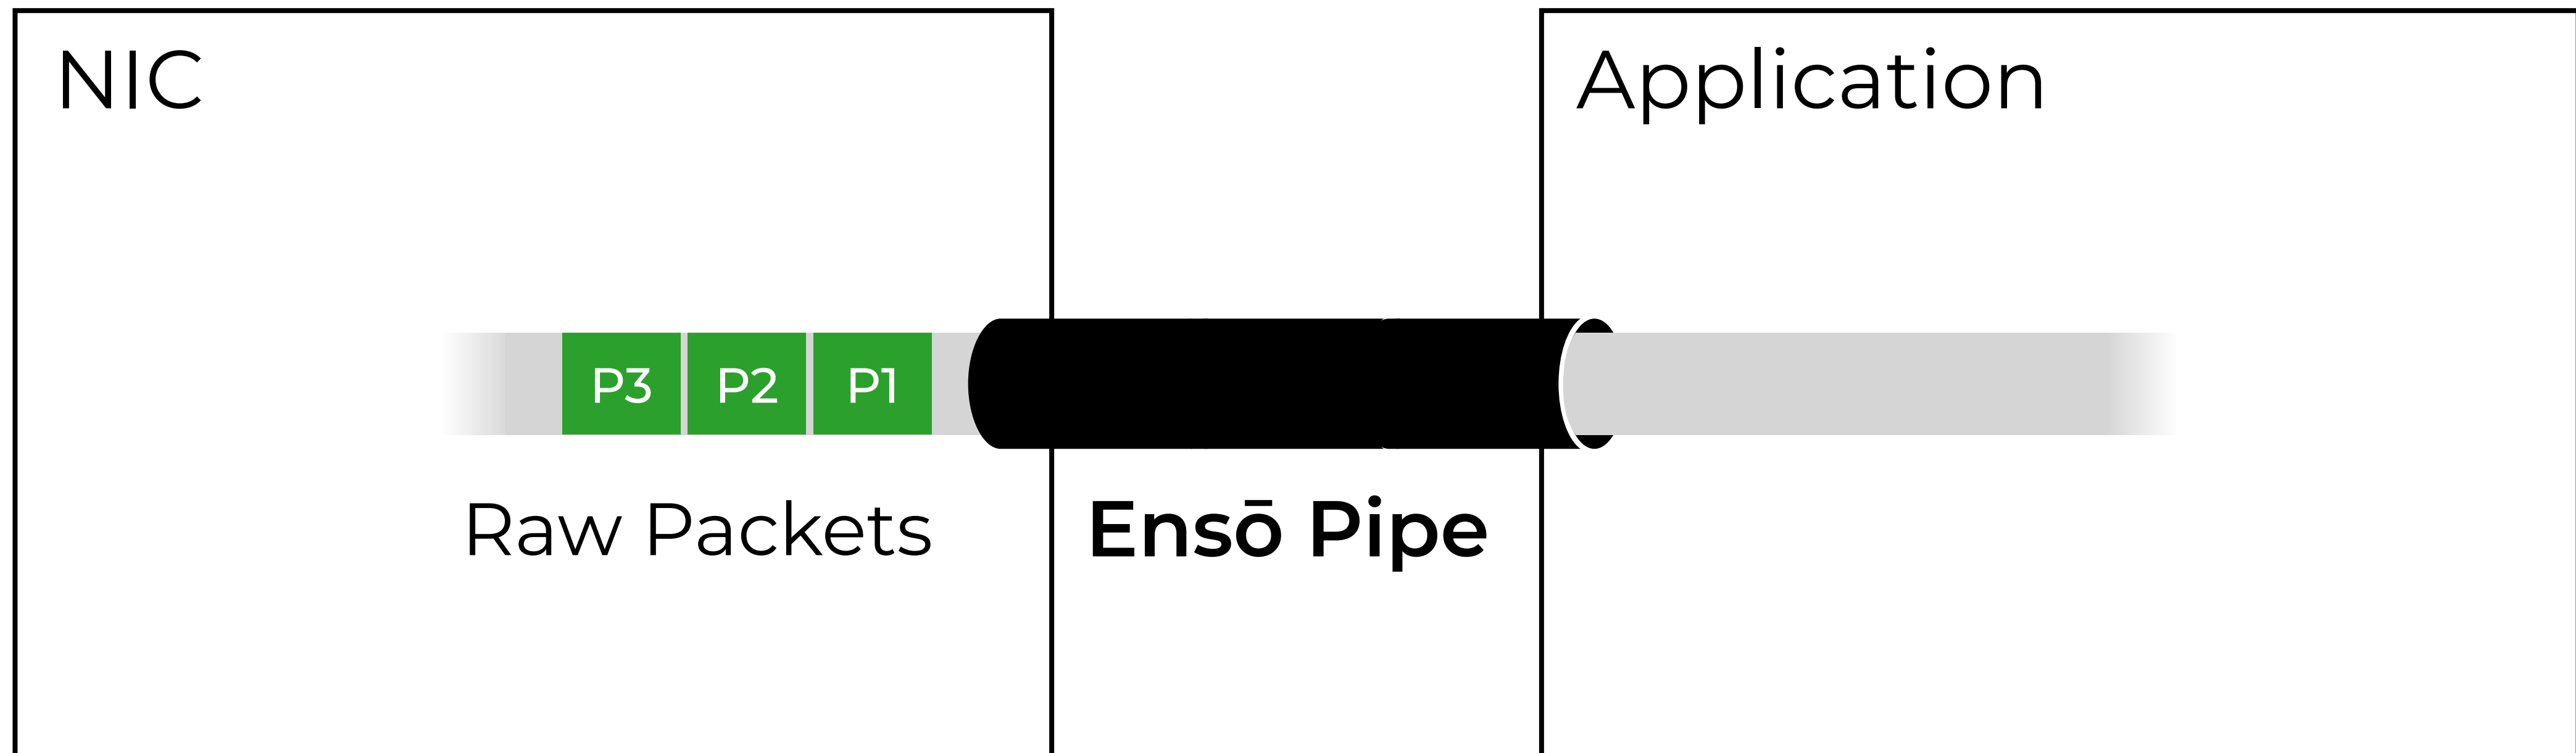 NIC
Application
P3 P2 P1
Raw Packets
Ensō Pipe